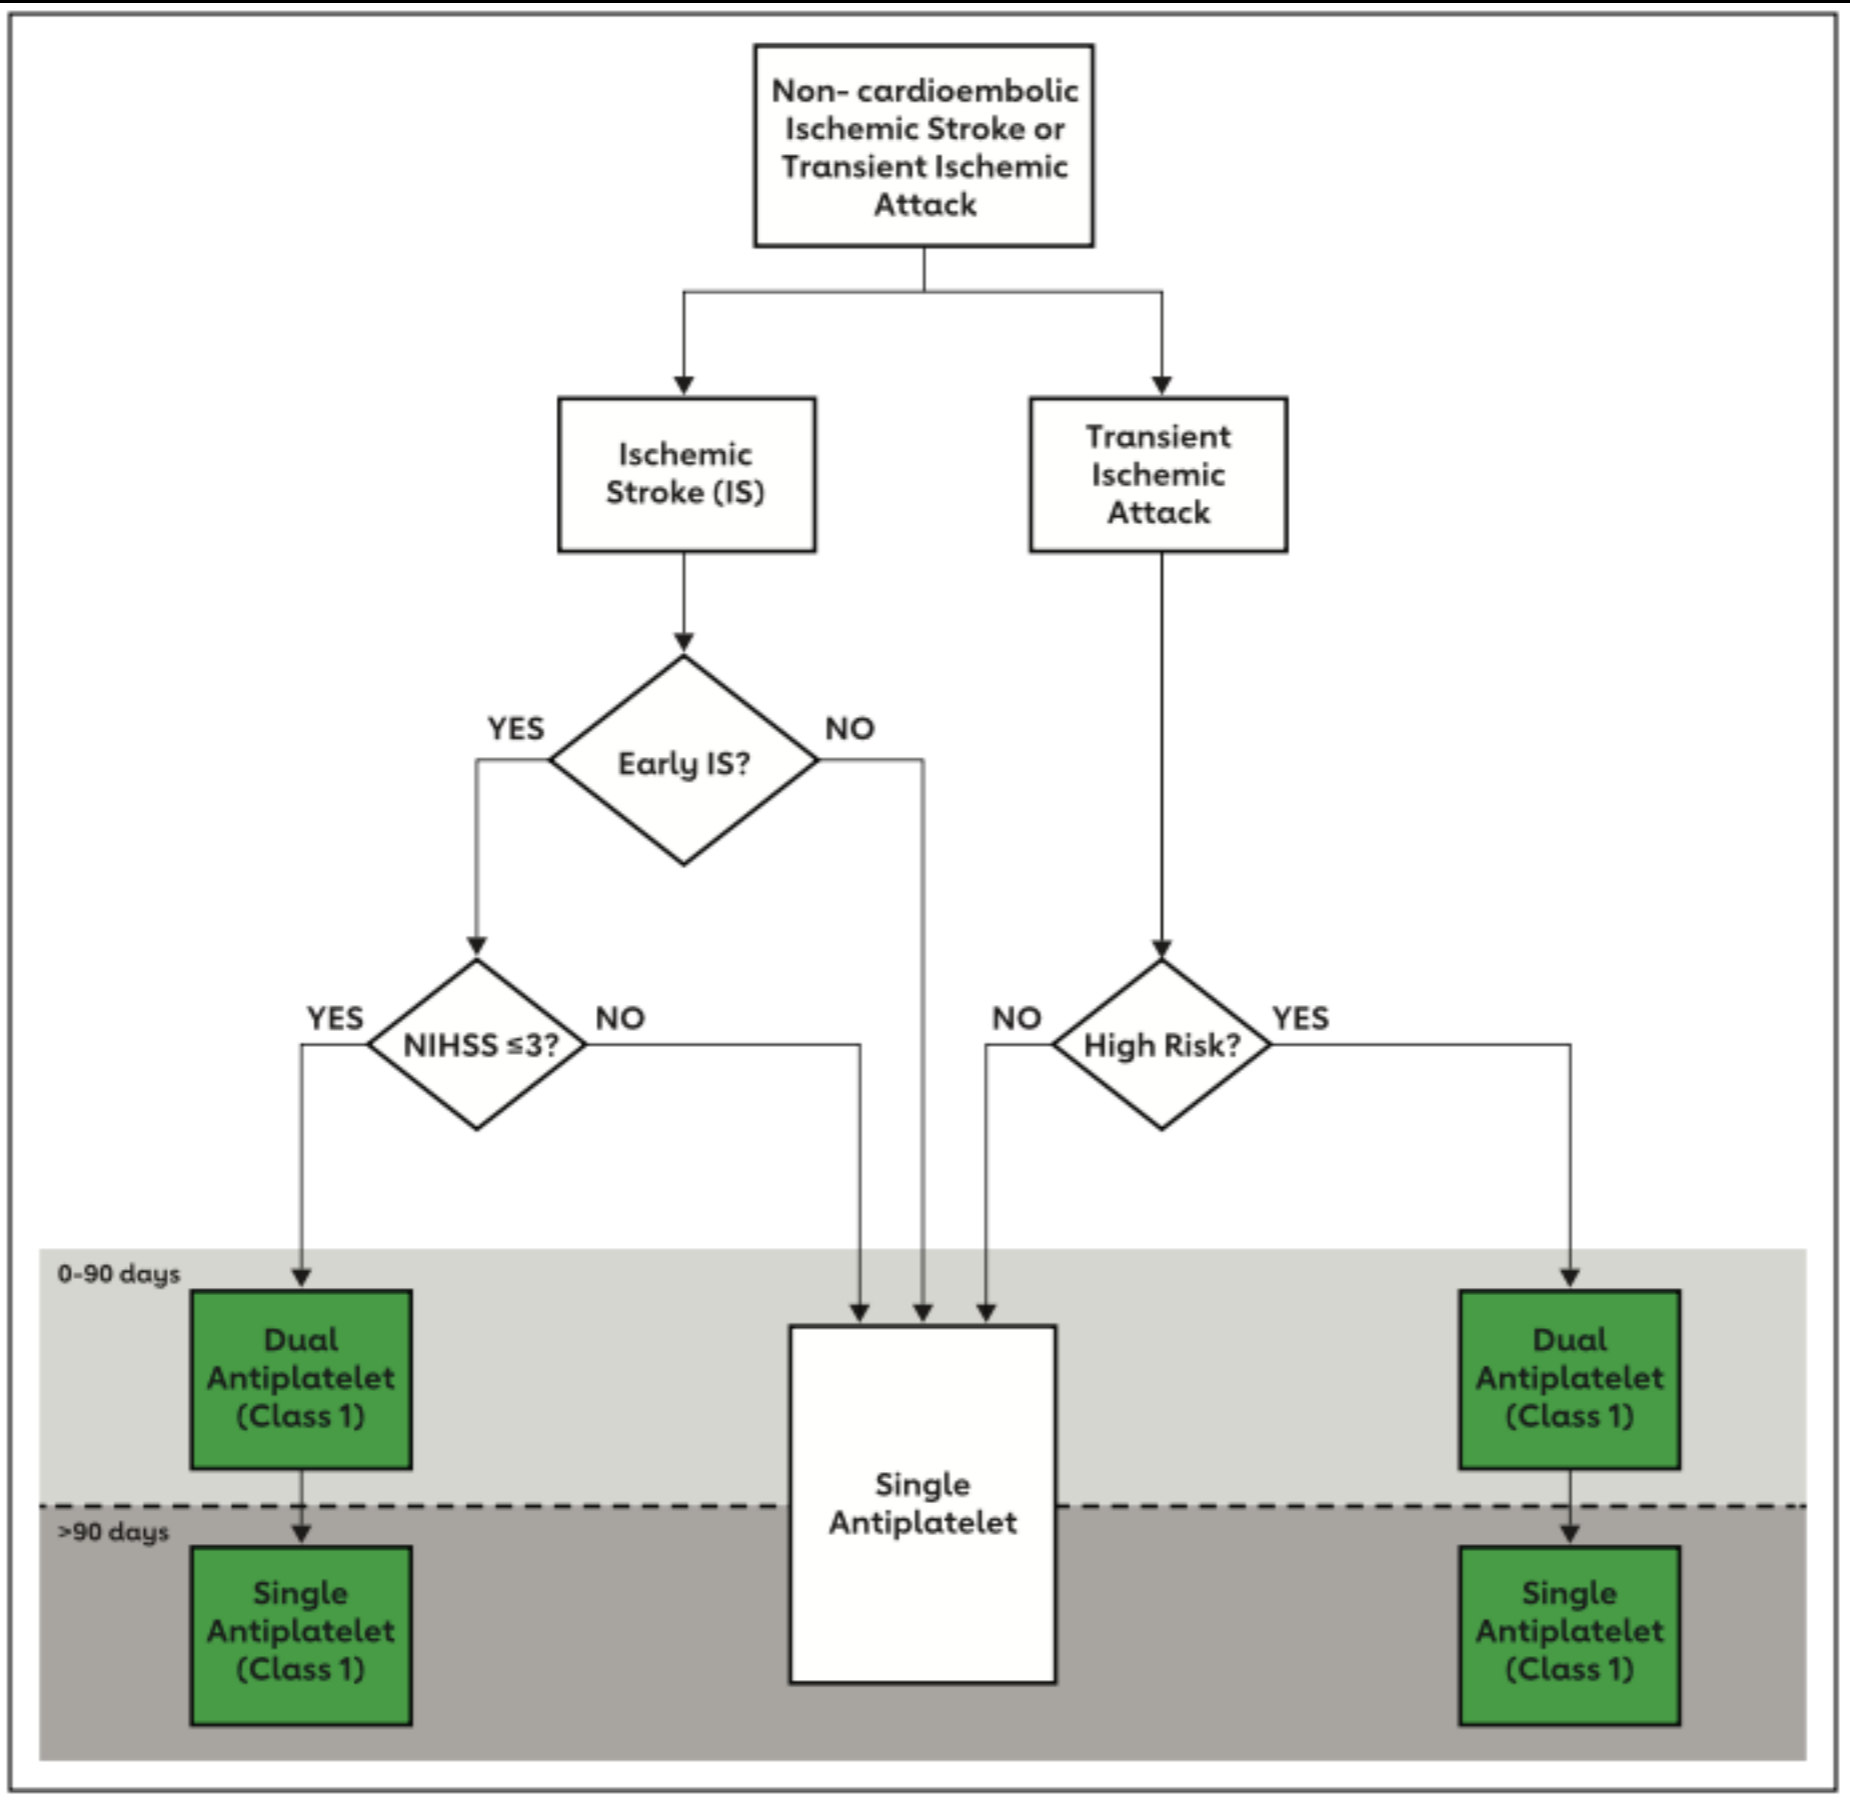 Non- cardioembolic
Ischemic Stroke or
Transient Ischemic
Attack
Ischemic
Stroke (IS)
Transient
Ischemic
Attack
YES
Early IS?
NO
YES
NIHSS ≤3?
NO
NO
High Risk?
YES
0-90 days
Dual
Antiplatelet
(Class 1)
Single
Antiplatelet
Dual
Antiplatelet
(Class 1)
>90 days
Single
Antiplatelet
(Class 1)
Single
Antiplatelet
(Class 1)